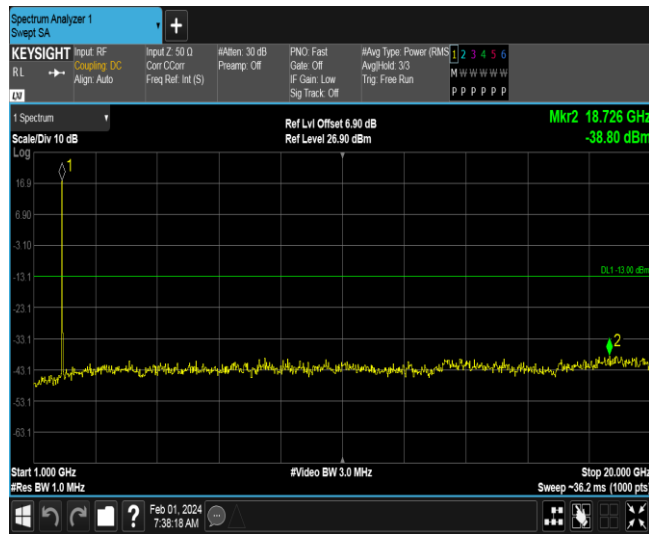 Spectrum Analyzer 1
Swept SA
+
KEYSIGHT
RL
LXI
Input: RF
Coupling: DC
Align: Auto
Input Z: 50 Ω
Corr CCorr
Freq Ref: Int (S)
#Atten: 30 dB
Preamp: Off
PNO: Fast
Gate: Off
IF Gain: Low
Sig Track: Off
#Avg Type: Power (RMS
Avg|Hold: 3/3
Trig: Free Run
1 2 3 4 5 6
M W W W W W
P P P P P P
1 Spectrum
Scale/Div 10 dB
Log
Ref Lvl Offset 6.90 dB
Ref Level 26.90 dBm
Mkr2 18.726 GHz
-38.80 dBm
1
16.9
6.90
-3.10
-13.1
DL1 -13.00 dBm
-23.1
-33.1
2
-43.1
-53.1
-63.1
Start 1.000 GHz
#Video BW 3.0 MHz
Stop 20.000 GHz
#Res BW 1.0 MHz
Sweep ~36.2 ms (1000 pts)
?
Feb 01, 2024
7:38:18 AM